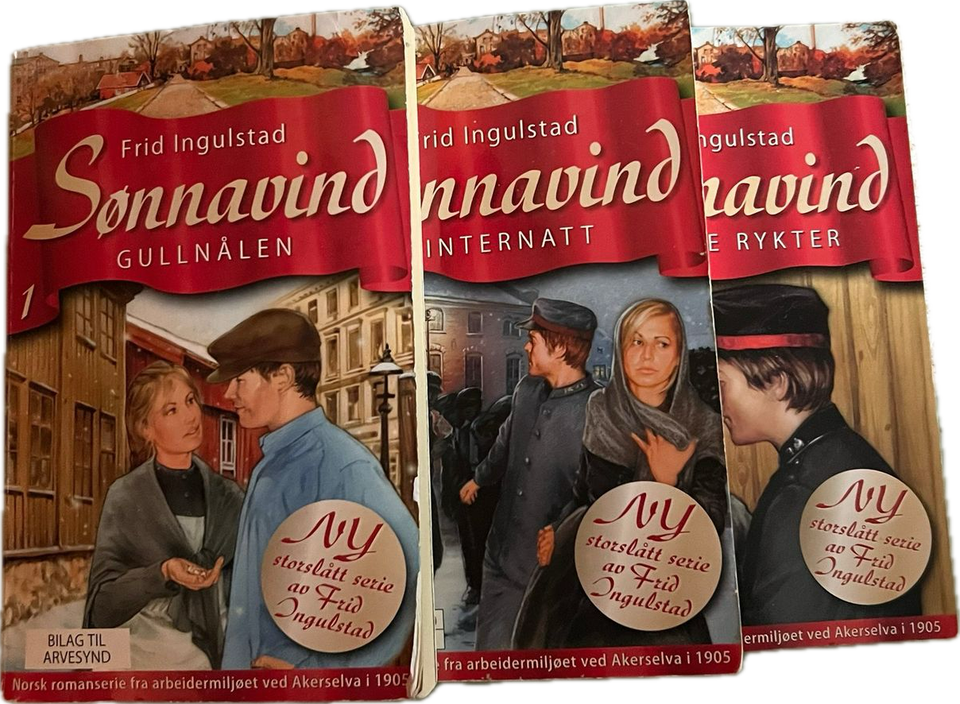 Frid Ingulstad
Sønnavind
GULLNÅLEN
1
NY
storslått serie
av Frid
Ingulstad
BILAG TIL
ARVESYND
Norsk romanserie fra arbeidermiljøet ved Akerselva i 1905
rid Ingulstad
nnavind
INTERNATT
NY
storslått serie
av Frid
Ingulstad
fra arbeidermiljøet ved Akerselva i 1905
ngulstad
navind
E RYKTER
NY
storslått serie
av Frid
Ingulstad
ermiljøet ved Akerselva i 1905